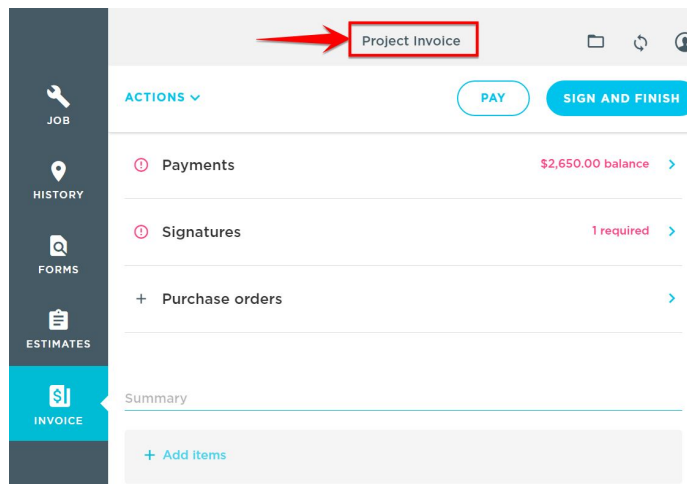 Project Invoice
JOB
HISTORY
FORMS
ESTIMATES
INVOICE
ACTIONS
PAY
SIGN AND FINISH
Payments
$2,650.00 balance
Signatures
1 required
Purchase orders
Summary
+ Add items